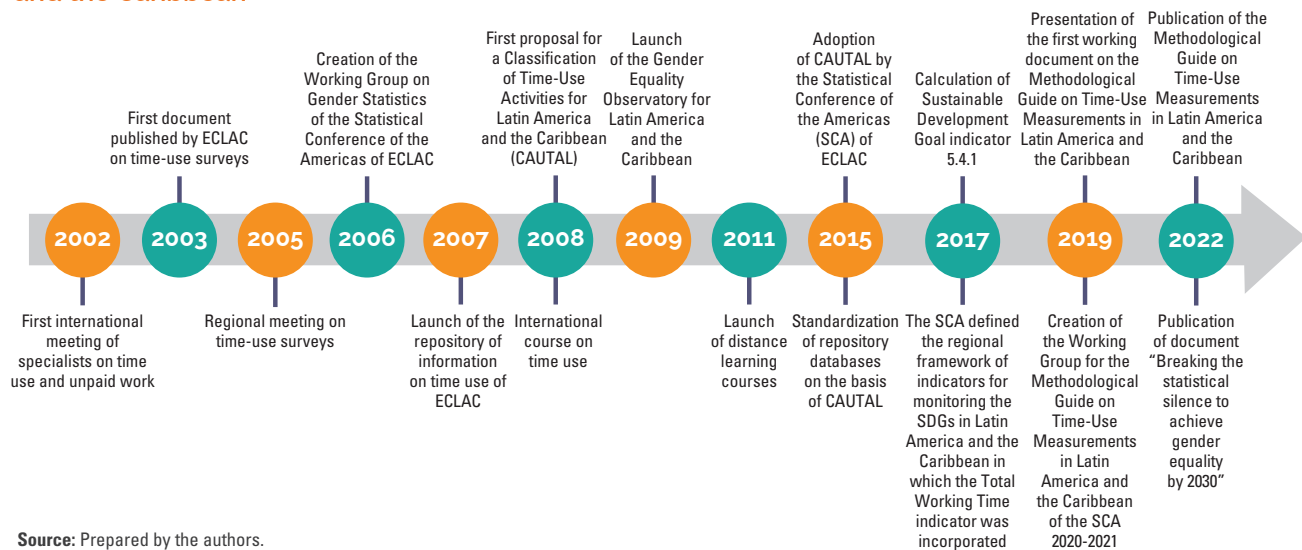 and the Caribbean
First document
published by ECLAC
on time-use surveys
Creation of the
Working Group on
Gender Statistics
of the Statistical
Conference of the
Americas of ECLAC
First proposal for
a Classification
of Time-Use
Activities for
Latin America
and the Caribbean
(CAUTAL)
Launch
of the Gender
Equality
Observatory for
Latin America
and the
Caribbean
Adoption
of CAUTAL by
the Statistical
Conference of
the Americas
(SCA) of
ECLAC
Calculation of
Sustainable
Development
Goal indicator
5.4.1
Presentation of
the first working
document on the
Methodological
Guide on Time-Use
Measurements in
Latin America and
the Caribbean
Publication of the
Methodological
Guide on
Time-Use
Measurements
in Latin America
and the
Caribbean
2002
2003
2005
2006
2007
2008
2009
2011
2015
2017
2019
2022
First international
meeting of
specialists on time
use and unpaid work
Regional meeting on
time-use surveys
Launch of the
repository of
information
on time use of
ECLAC
International
course on
time use
Launch
of distance
learning
courses
Standardization
of repository
databases
on the basis
of CAUTAL
The SCA defined
the regional
framework of
indicators for
monitoring the
SDGs in Latin
America and the
Caribbean in
which the Total
Working Time
indicator was
incorporated
Creation of
the Working
Group for the
Methodological
Guide on
Time-Use
Measurements
in Latin
America and
the Caribbean
of the SCA
2020-2021
Publication
of document
“Breaking the
statistical
silence to
achieve
gender
equality
by 2030”
Source: Prepared by the authors.